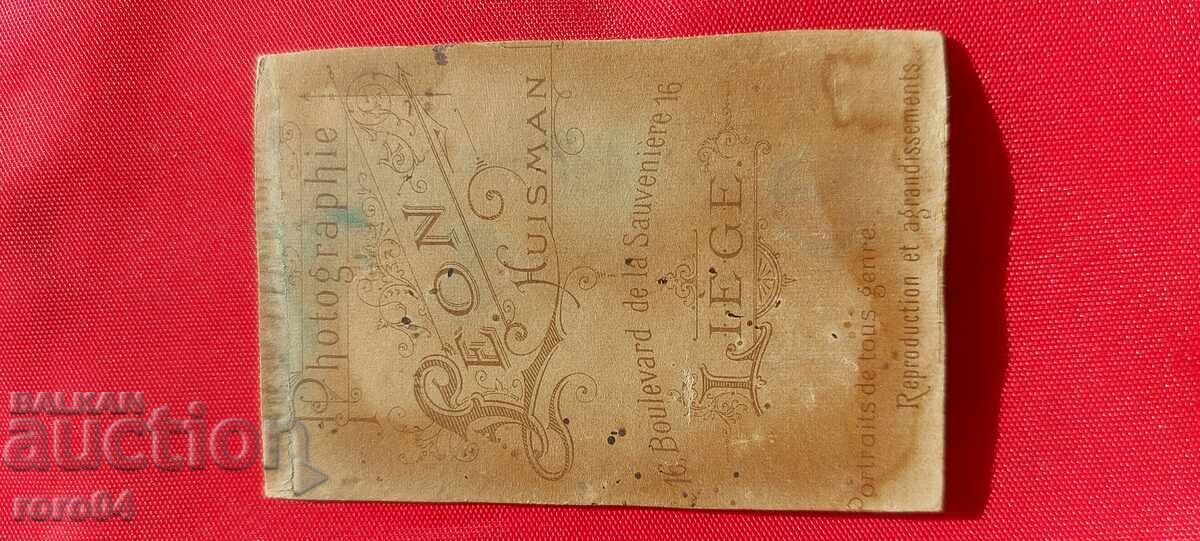 Photographie
LÉON
HUISMAN
16, Boulevard de la Sauvenière 16
LIÈGE
Portraits de tous genre.
Reproduction et agrandissements.
BALKAN
auction
roro04